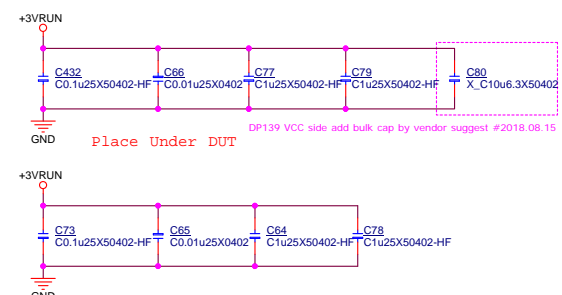 +3VRUN
C432
C0.1u25X50402-HF
C66
C0.01u25X0402
C77
C1u25X50402-HF
C79
C1u25X50402-HF
C80
X_C10u6.3X50402
GND
Place Under DUT
DP139 VCC side add bulk cap by vendor suggest #2018.08.15
+3VRUN
C73
C0.1u25X50402-HF
C65
C0.01u25X0402
C64
C1u25X50402-HF
C78
C1u25X50402-HF
GND